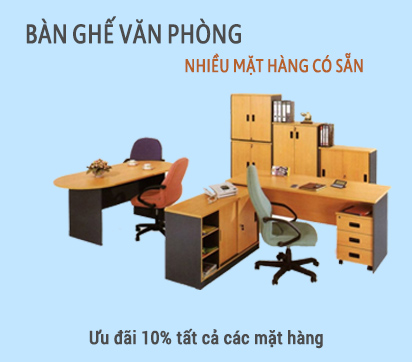 BÀN GHẾ VĂN PHÒNG
NHIỀU MẶT HÀNG CÓ SẴN
Ưu đãi 10% tất cả các mặt hàng